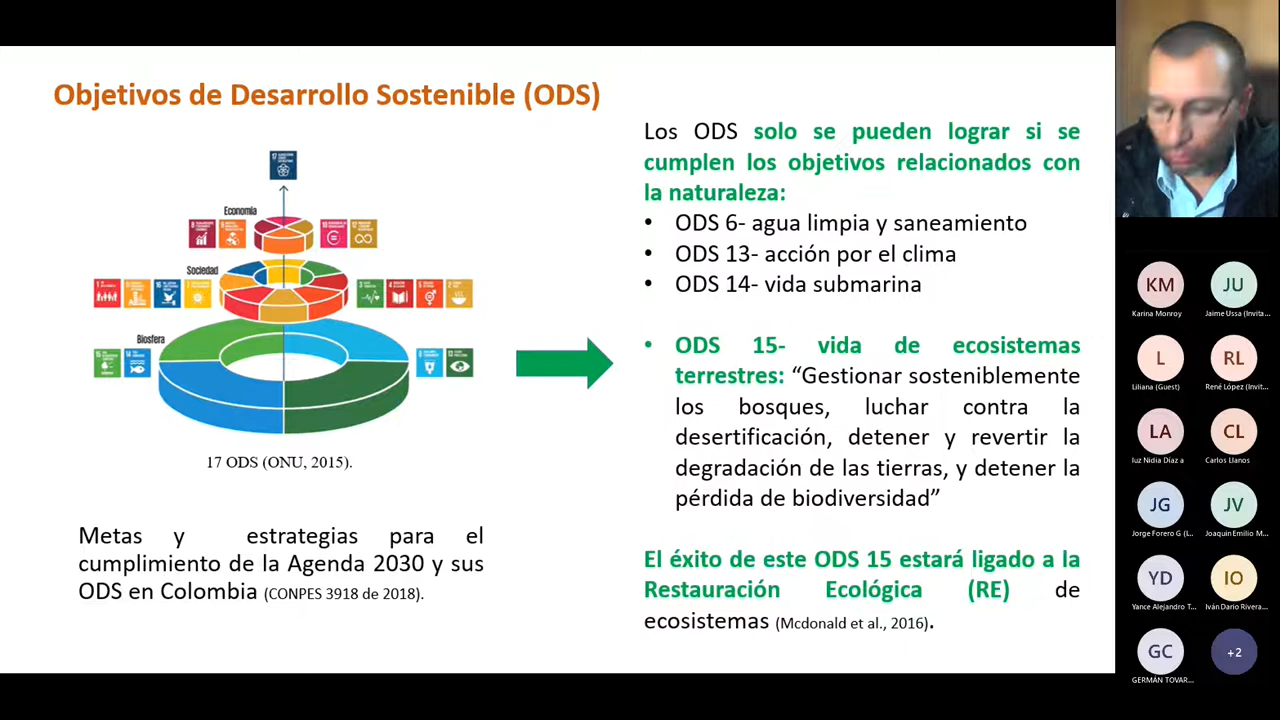 Objetivos de Desarrollo Sostenible (ODS)
Economía
Sociedad
Biosfera
17 ODS (ONU, 2015).
Metas y estrategias para el
cumplimiento de la Agenda 2030 y sus
ODS en Colombia (CONPES 3918 de 2018).
Los ODS solo se pueden lograr si se
cumplen los objetivos relacionados con
la naturaleza:
• ODS 6- agua limpia y saneamiento
• ODS 13- acción por el clima
• ODS 14- vida submarina
• ODS 15- vida de ecosistemas
terrestres: “Gestionar sosteniblemente
los bosques, luchar contra la
desertificación, detener y revertir la
degradación de las tierras, y detener la
pérdida de biodiversidad”
El éxito de este ODS 15 estará ligado a la
Restauración Ecológica (RE) de
ecosistemas (Mcdonald et al., 2016).
KM
Karina Monroy
JU
Jaime Ussa (Invita...
L
Liliana (Guest)
RL
René López (Invit...
LA
luz Nidia Díaz a
CL
Carlos Llanos
JG
Jorge Forero G (I...
JV
Joaquin Emilio M...
YD
Yance Alejandro T...
IO
Iván Darío Rivera...
GC
GERMÁN TOVAR...
+2